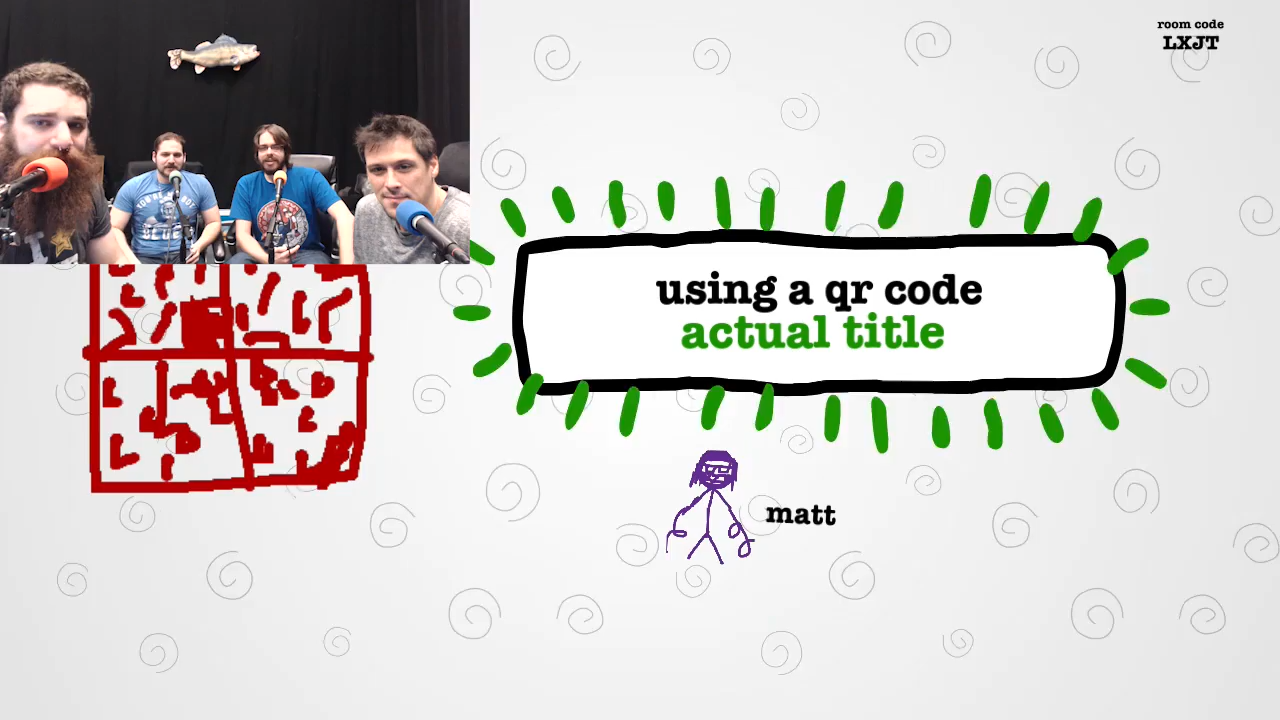 room code
LXJT
using a qr code
actual title
matt